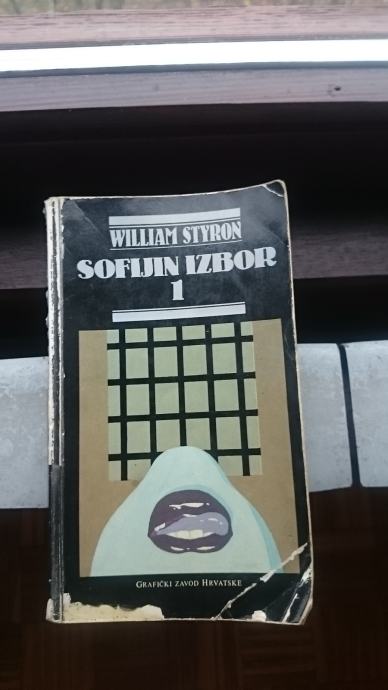 WILLIAM STYRON
SOFIJIN IZBOR
1
GRAFIČKI ZAVOD HRVATSKE